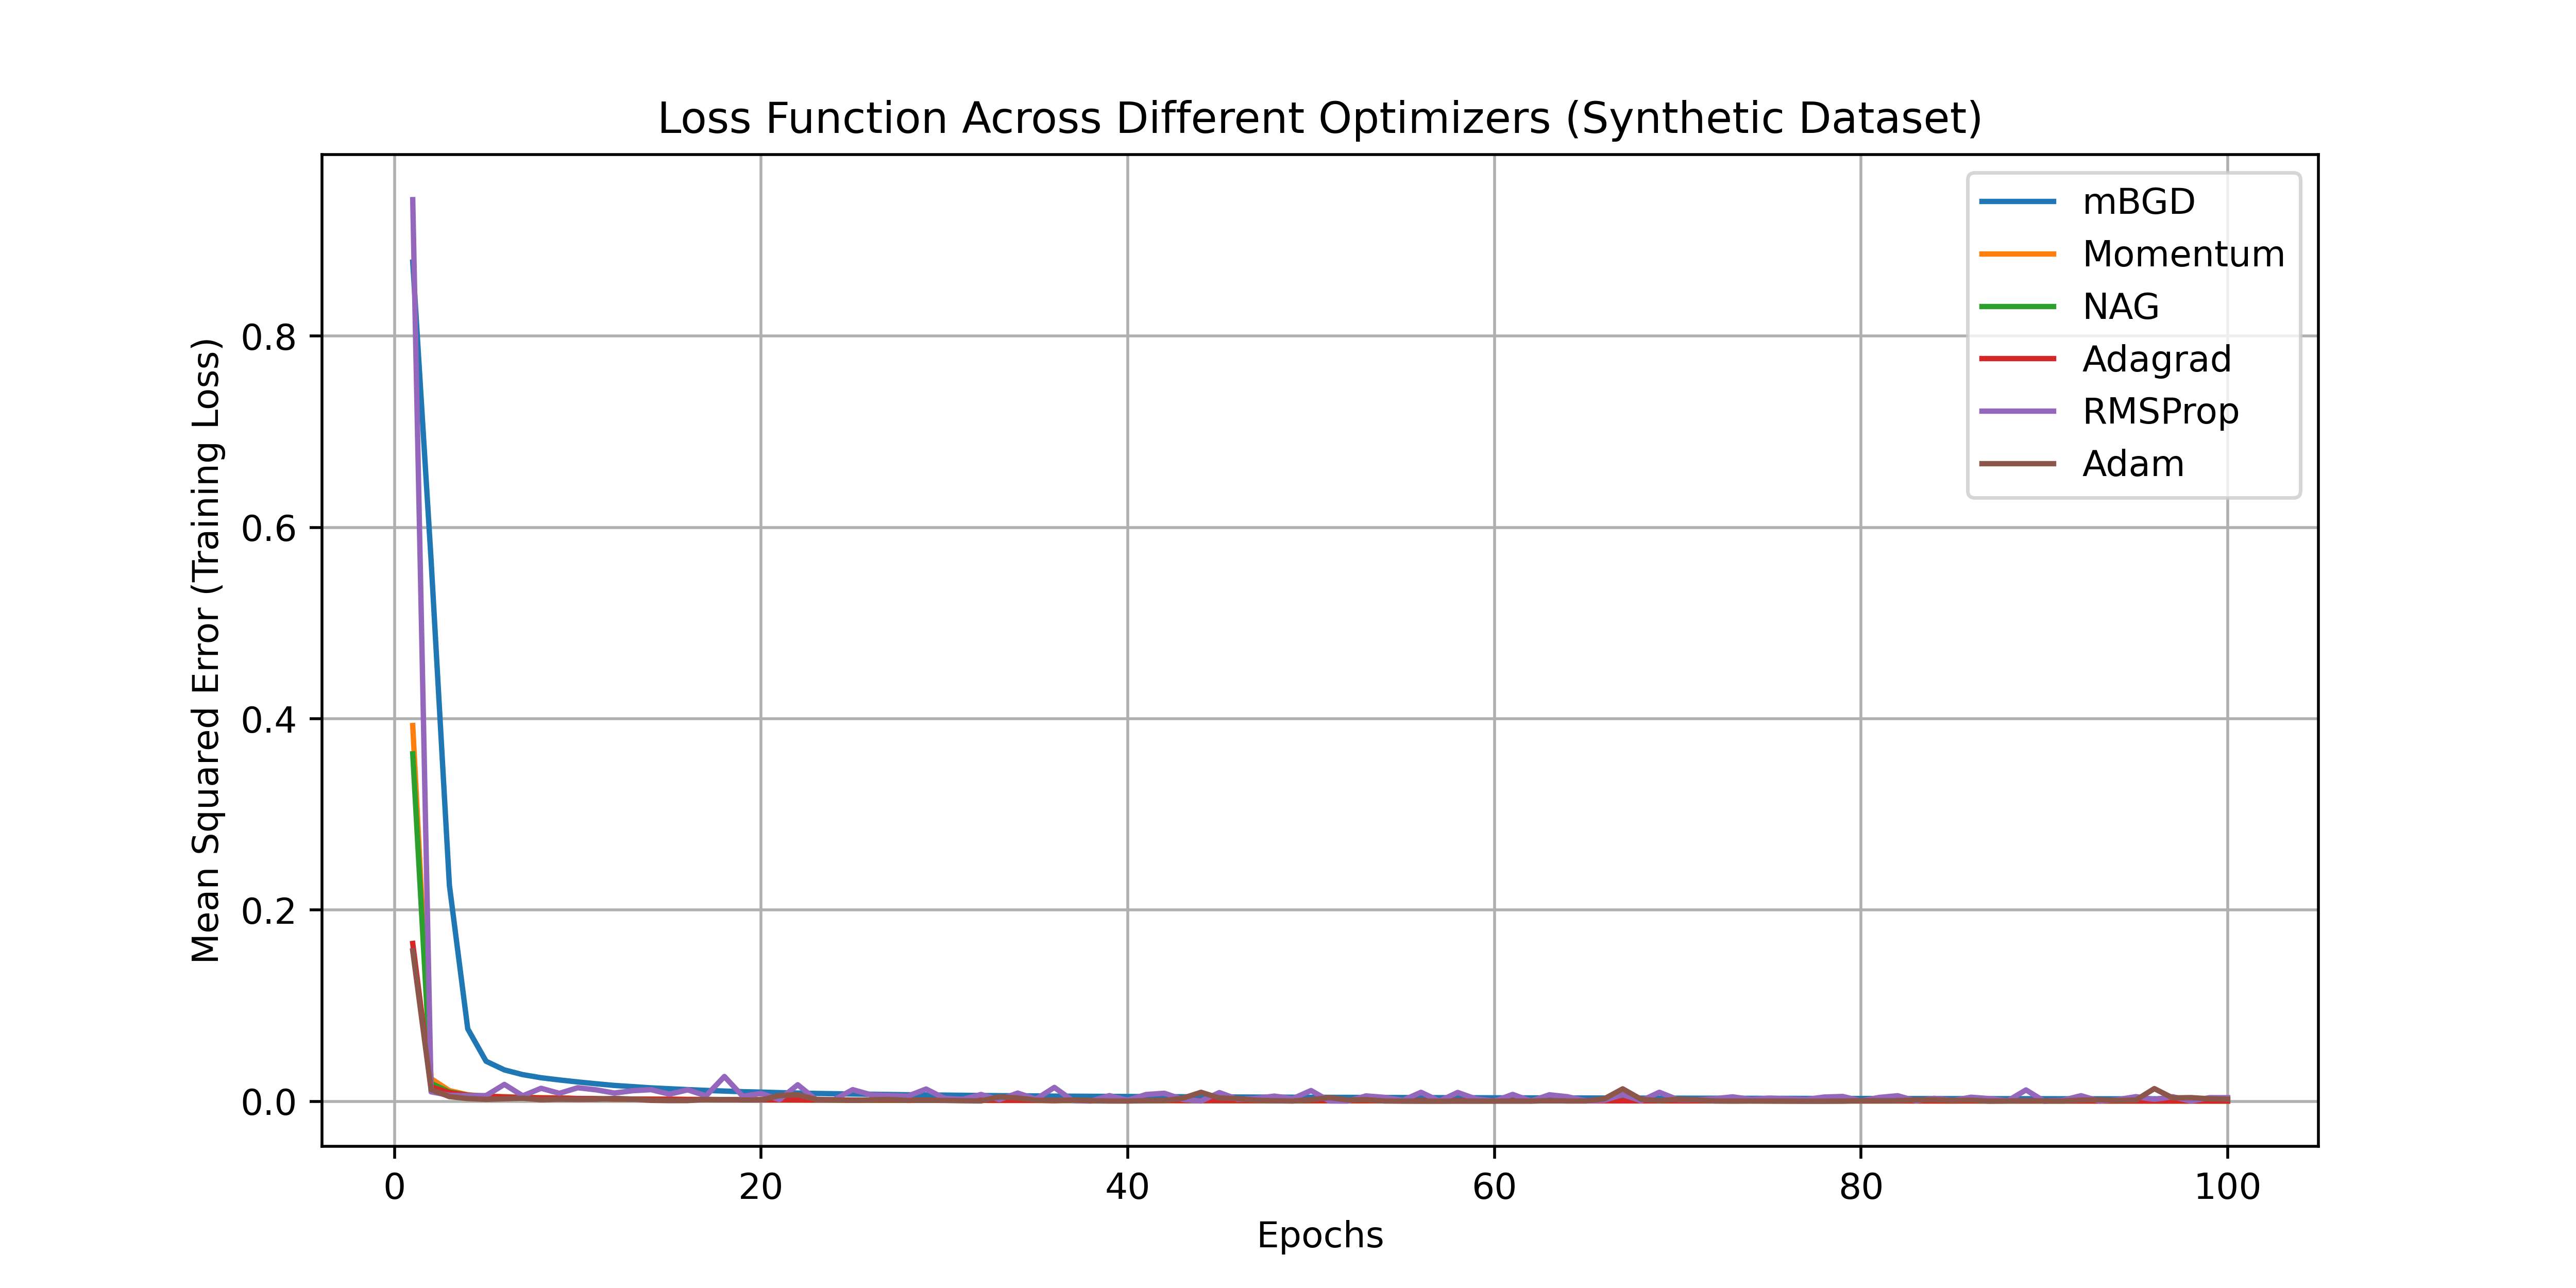 Loss Function Across Different Optimizers (Synthetic Dataset)
Mean Squared Error (Training Loss)
0.8
0.6
0.4
0.2
0.0
mBGD
Momentum
NAG
Adagrad
RMSProp
Adam
0 20 40 60 80 100
Epochs